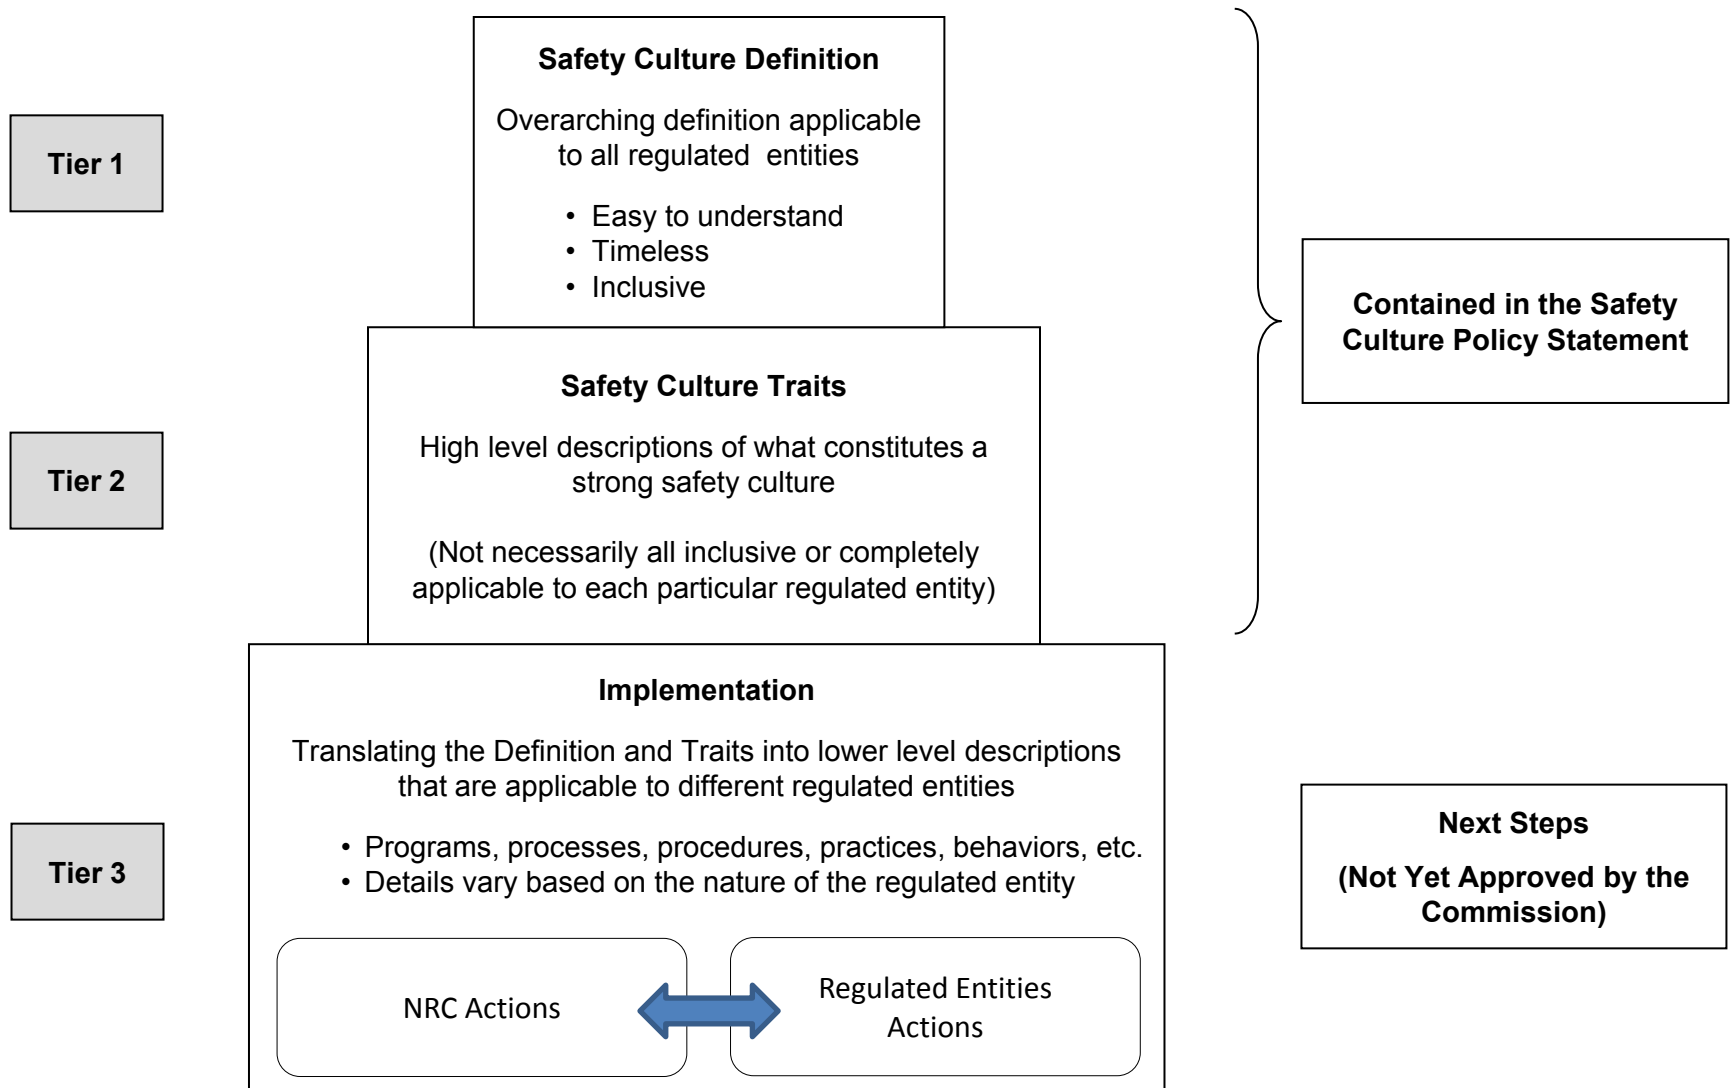 Tier 1
Safety Culture Definition
Overarching definition applicable
to all regulated  entities
• Easy to understand
• Timeless
• Inclusive
Contained in the Safety
Culture Policy Statement
Tier 2
Safety Culture Traits
High level descriptions of what constitutes a
strong safety culture
(Not necessarily all inclusive or completely
applicable to each particular regulated entity)
Tier 3
Implementation
Translating the Definition and Traits into lower level descriptions
that are applicable to different regulated entities
• Programs, processes, procedures, practices, behaviors, etc.
• Details vary based on the nature of the regulated entity
NRC Actions
Regulated Entities
Actions
Next Steps
(Not Yet Approved by the
Commission)